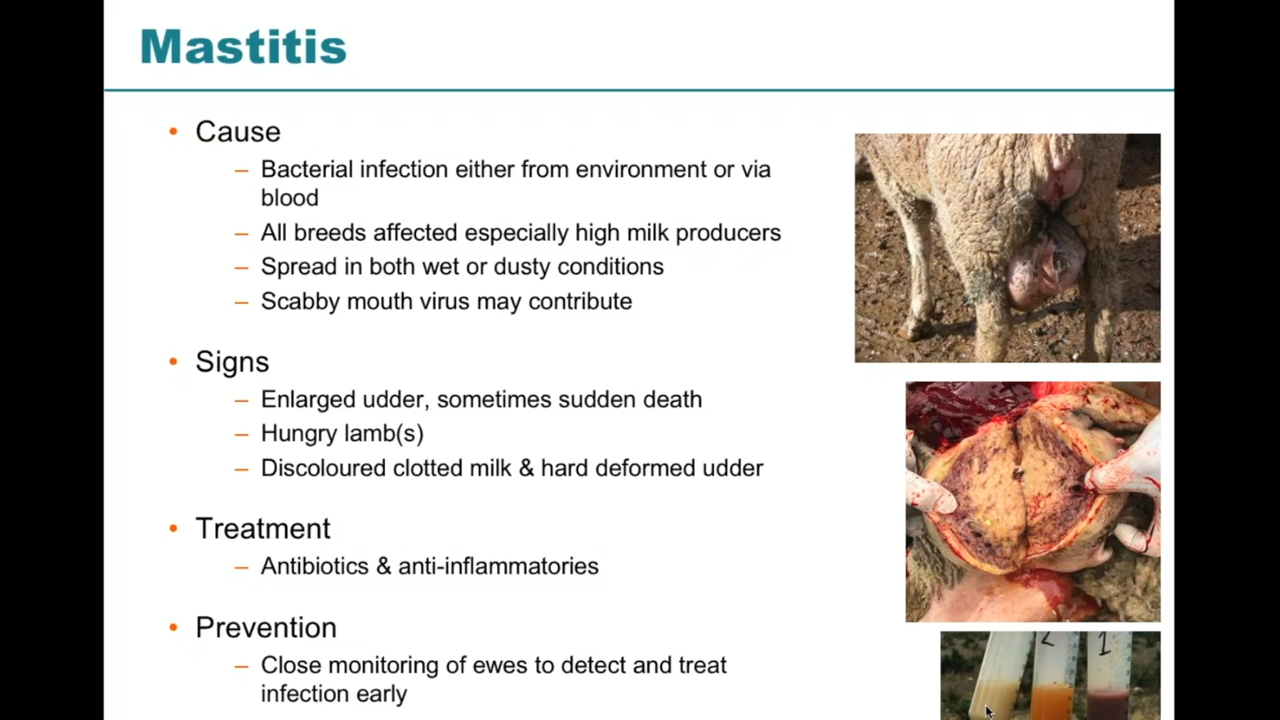 Mastitis
• Cause
– Bacterial infection either from environment or via
blood
– All breeds affected especially high milk producers
– Spread in both wet or dusty conditions
– Scabby mouth virus may contribute
• Signs
– Enlarged udder, sometimes sudden death
– Hungry lamb(s)
– Discoloured clotted milk & hard deformed udder
• Treatment
– Antibiotics & anti-inflammatories
• Prevention
– Close monitoring of ewes to detect and treat
infection early
2 1